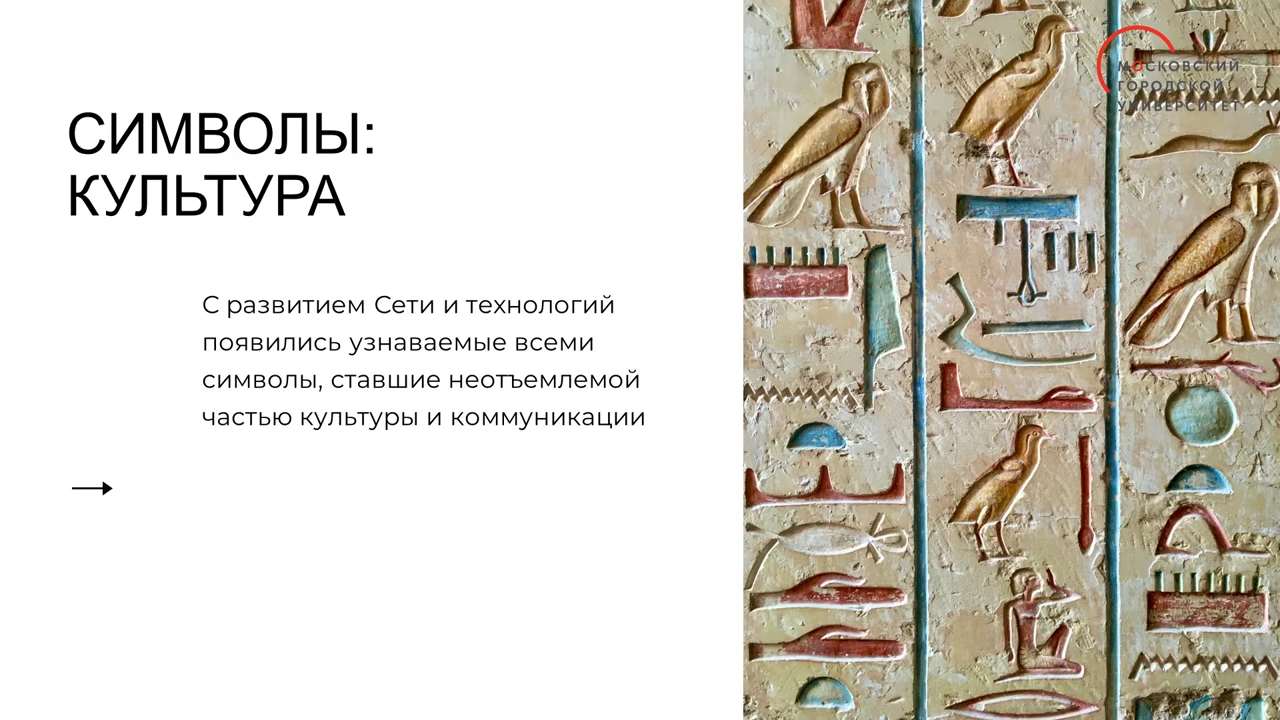 СИМВОЛЫ:
КУЛЬТУРА
С развитием Сети и технологий
появились узнаваемые всеми
символы, ставшие неотъемлемой
частью культуры и коммуникации
МОСКОВСКИЙ
ГОРОДСКОЙ
УНИВЕРСИТЕТ